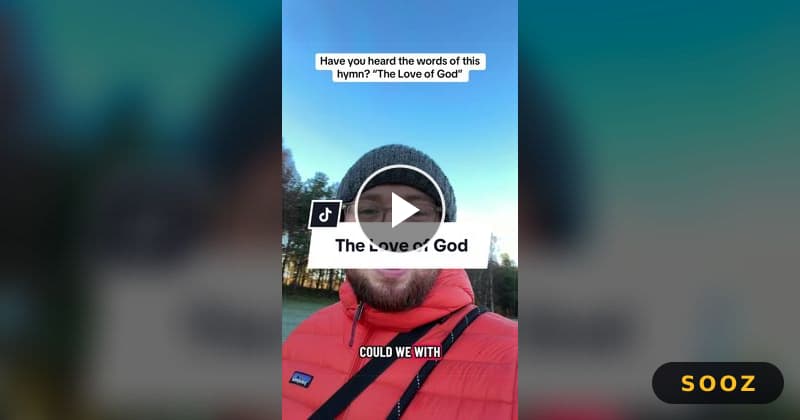 Have you heard the words of this
hymn? "The Love of God"
The Love of God
COULD WE WITH
SOOZ